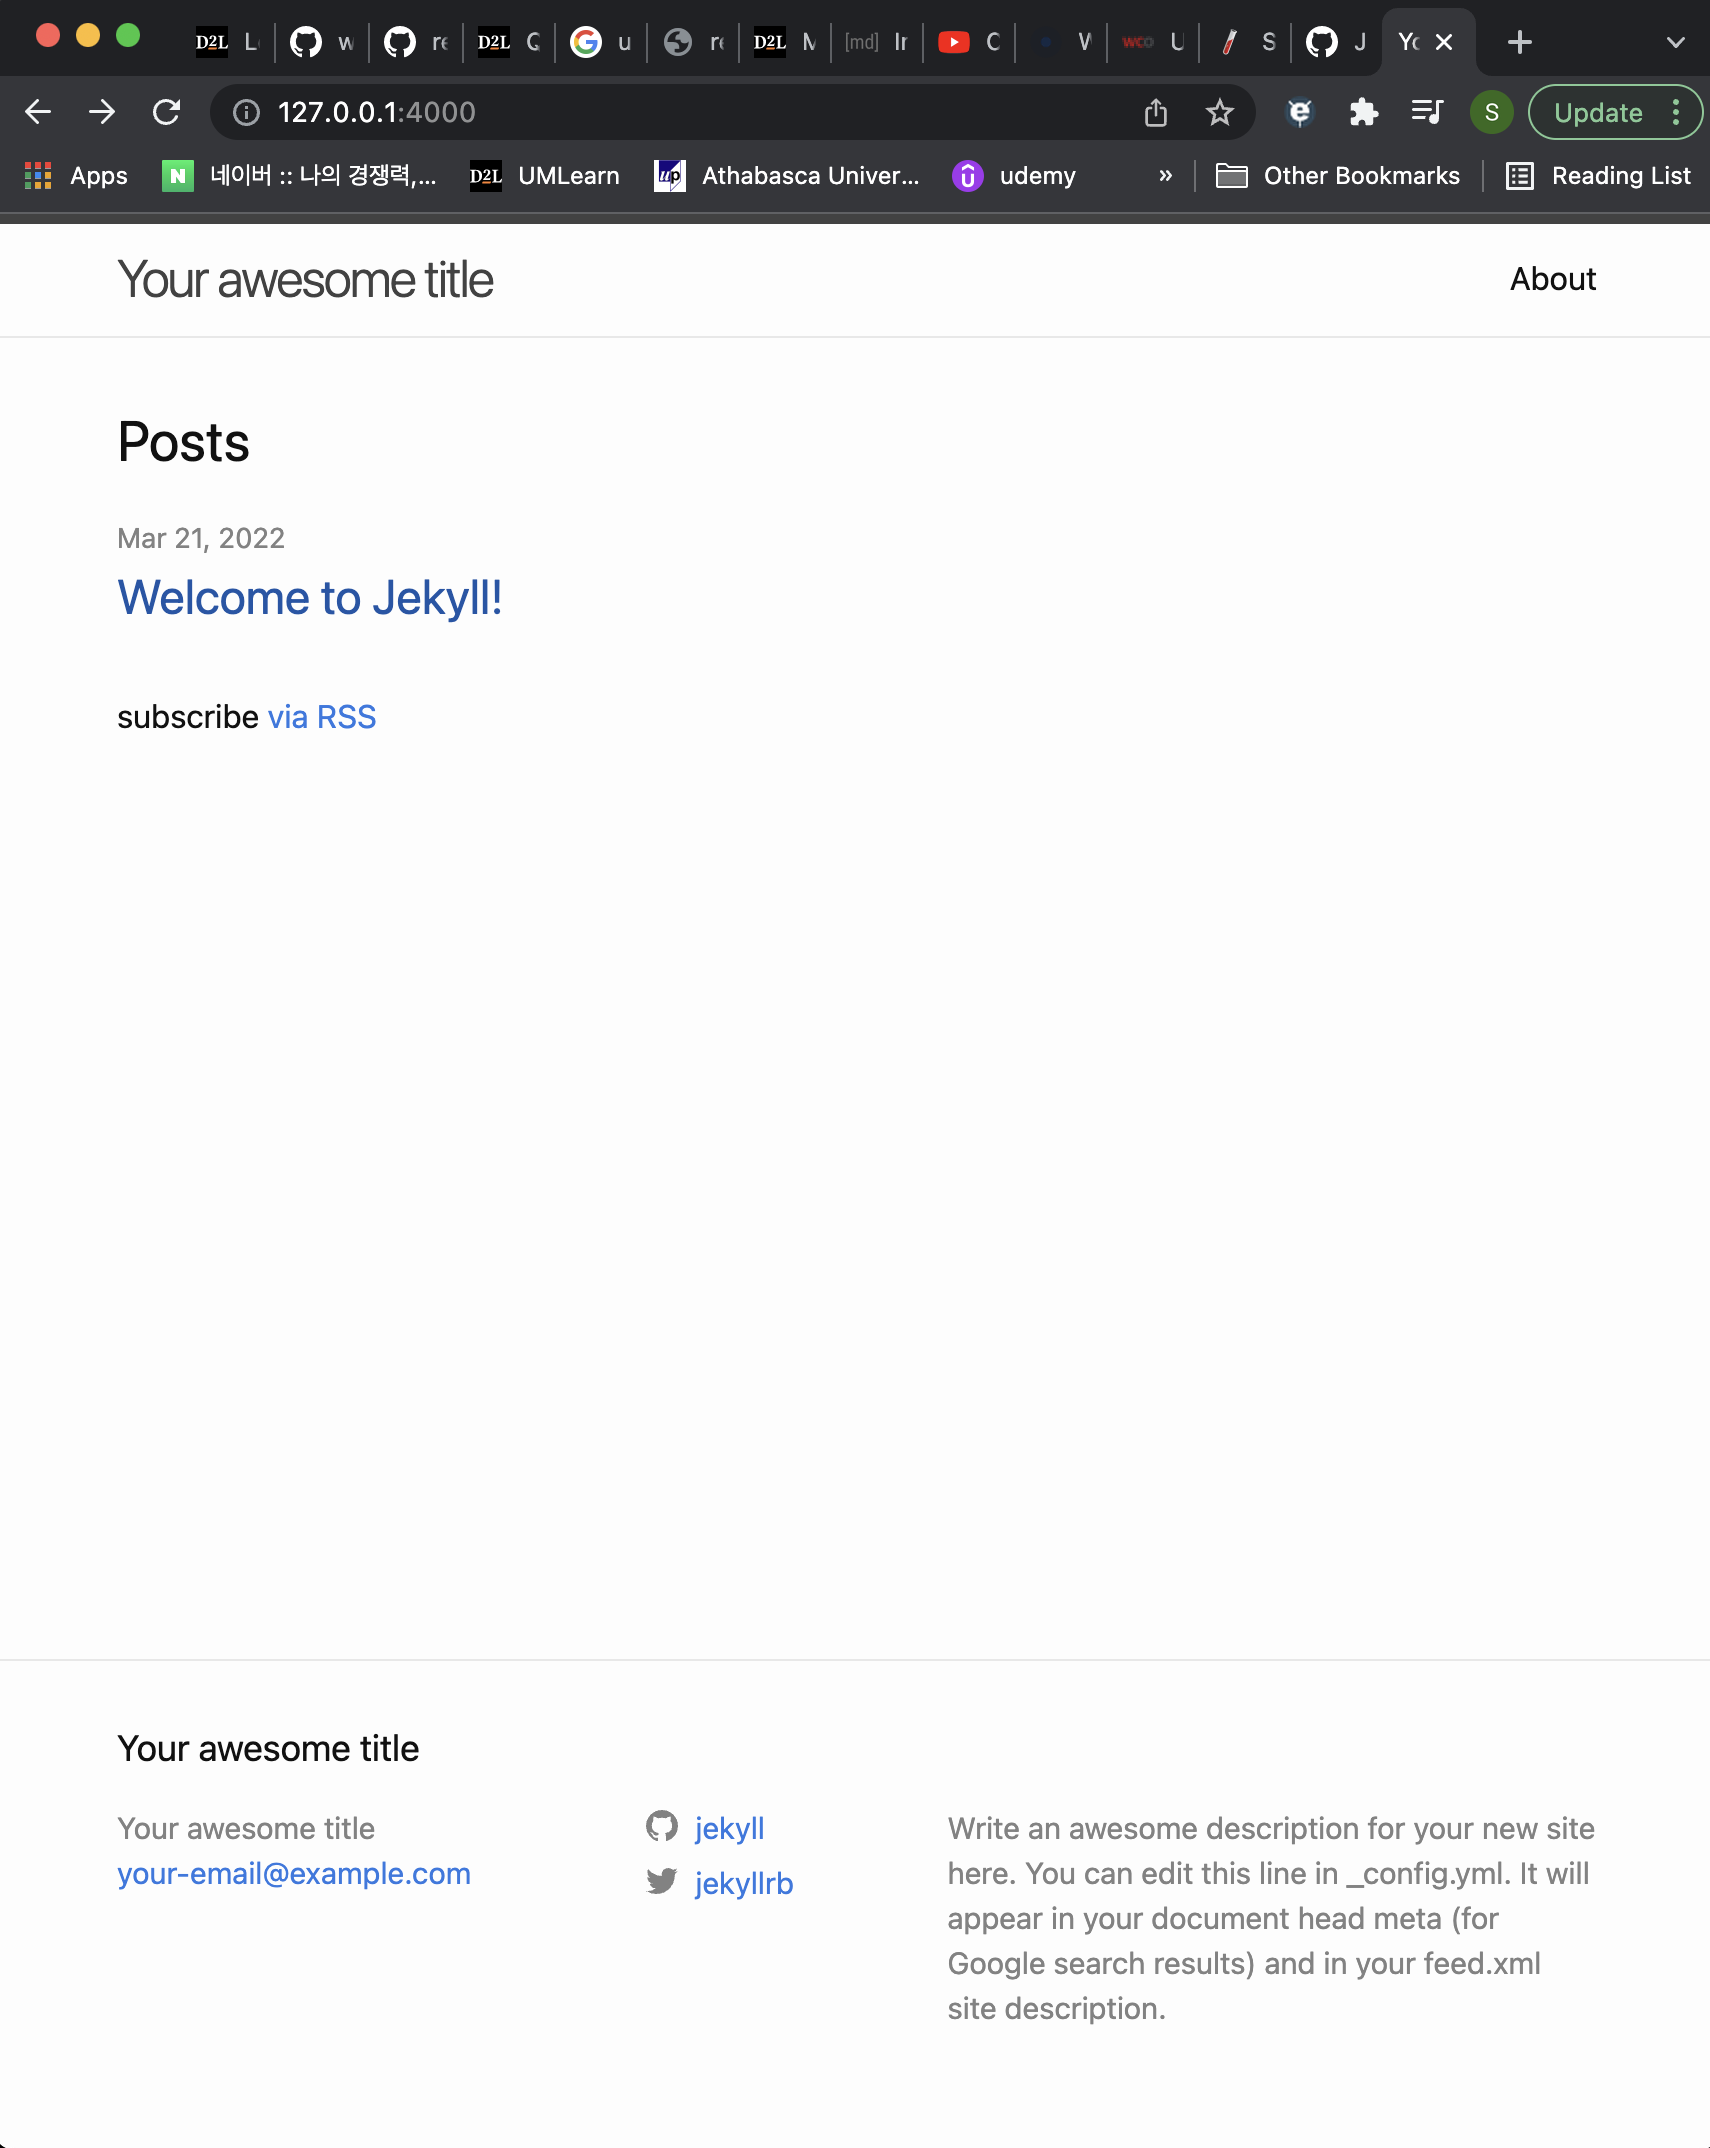 D2L L w re D2L Q u re D2L M [md] Ir C W WCO U S J Yo
127.0.0.1:4000 S Update
Apps N 네이버 :: 나의 경쟁력,... D2L UMLearn Athabasca Univer... udemy » Other Bookmarks Reading List
Your awesome title About
Posts
Mar 21, 2022
Welcome to Jekyll!
subscribe via RSS
Your awesome title
Your awesome title
your-email@example.com
jekyll
jekyllrb
Write an awesome description for your new site
here. You can edit this line in _config.yml. It will
appear in your document head meta (for
Google search results) and in your feed.xml
site description.